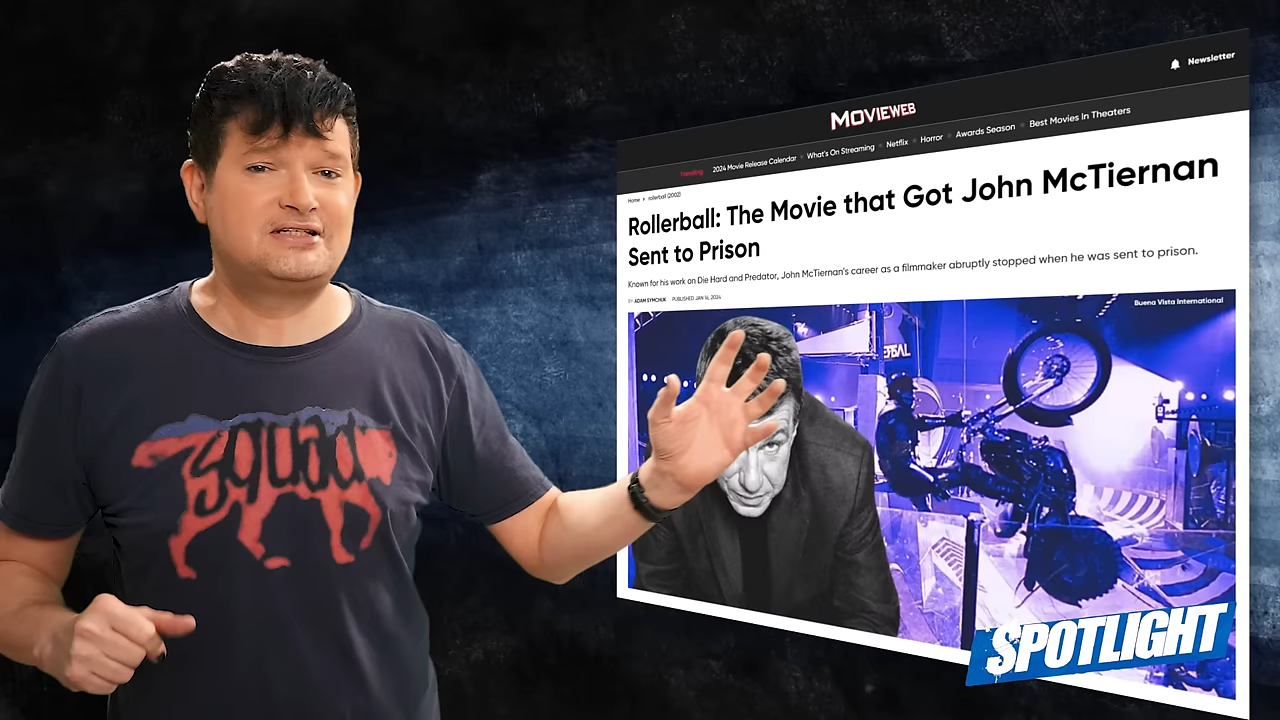 Newsletter
MOVIEWEB
Trending 2024 Movie Release Calendar What's On Streaming Netflix Horror Awards Season Best Movies In Theaters
Home rollerball (2002)
Rollerball: The Movie that Got John McTiernan
Sent to Prison
Known for his work on Die Hard and Predator, John McTiernan's career as a filmmaker abruptly stopped when he was sent to prison.
BY ADAM SYMCHUK PUBLISHED JAN 14, 2024
Buena Vista International
squad
SPOTLIGHT